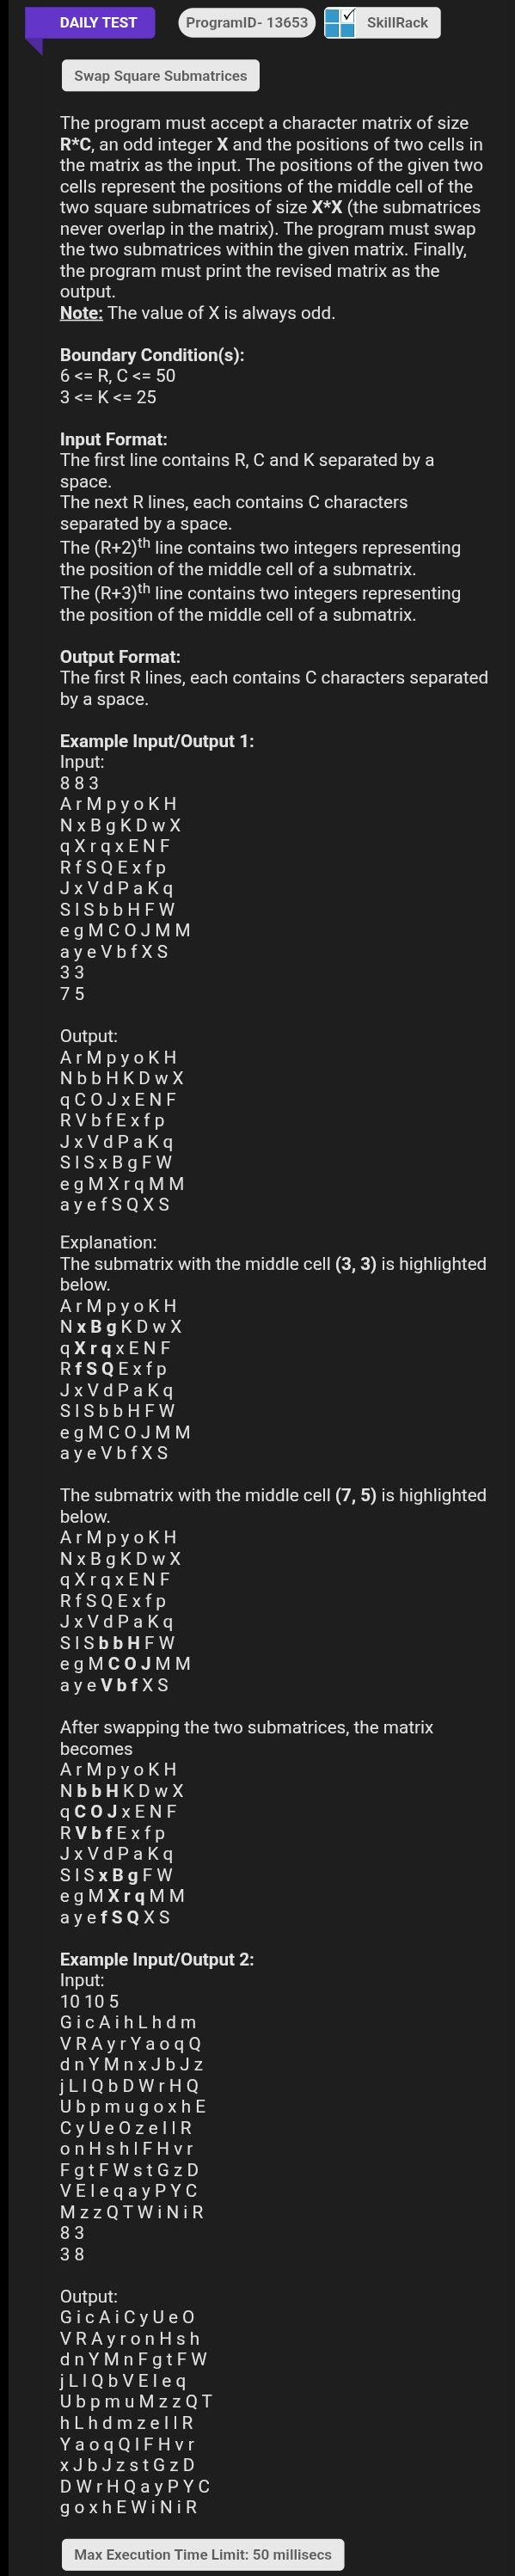 DAILY TEST
ProgramID- 13653
SkillRack
Swap Square Submatrices
The program must accept a character matrix of size
R*C, an odd integer X and the positions of two cells in
the matrix as the input. The positions of the given two
cells represent the positions of the middle cell of the
two square submatrices of size X*X (the submatrices
never overlap in the matrix). The program must swap
the two submatrices within the given matrix. Finally,
the program must print the revised matrix as the
output.
Note: The value of X is always odd.
Boundary Condition(s):
6 <= R, C <= 50
3 <= K <= 25
Input Format:
The first line contains R, C and K separated by a
space.
The next R lines, each contains C characters
separated by a space.
The (R+2)th line contains two integers representing
the position of the middle cell of a submatrix.
The (R+3)th line contains two integers representing
the position of the middle cell of a submatrix.
Output Format:
The first R lines, each contains C characters separated
by a space.
Example Input/Output 1:
Input:
8 8 3
A r M p y o K H
N x B g K D w X
q X r q x E N F
R f S Q E x f p
J x V d P a K q
S I S b b H F W
e g M C O J M M
a y e V b f X S
3 3
7 5
Output:
A r M p y o K H
N b b H K D w X
q C O J x E N F
R V b f E x f p
J x V d P a K q
S I S x B g F W
e g M X r q M M
a y e f S Q X S
Explanation:
The submatrix with the middle cell (3, 3) is highlighted
below.
A r M p y o K H
N x B g K D w X
q X r q x E N F
R f S Q E x f p
J x V d P a K q
S I S b b H F W
e g M C O J M M
a y e V b f X S
The submatrix with the middle cell (7, 5) is highlighted
below.
A r M p y o K H
N x B g K D w X
q X r q x E N F
R f S Q E x f p
J x V d P a K q
S I S b b H F W
e g M C O J M M
a y e V b f X S
After swapping the two submatrices, the matrix
becomes
A r M p y o K H
N b b H K D w X
q C O J x E N F
R V b f E x f p
J x V d P a K q
S I S x B g F W
e g M X r q M M
a y e f S Q X S
Example Input/Output 2:
Input:
10 10 5
G i c A i h L h d m
V R A y r Y a o q Q
d n Y M n x J b J z
j L I Q b D W r H Q
U b p m u g o x h E
C y U e O z e l I R
o n H s h I F H v r
F g t F W s t G z D
V E I e q a y P Y C
M z z Q T W i N i R
8 3
3 8
Output:
G i c A i C y U e O
V R A y r o n H s h
d n Y M n F g t F W
j L I Q b V E I e q
U b p m u M z z Q T
h L h d m z e l I R
Y a o q Q I F H v r
x J b J z s t G z D
D W r H Q a y P Y C
g o x h E W i N i R
Max Execution Time Limit: 50 millisecs